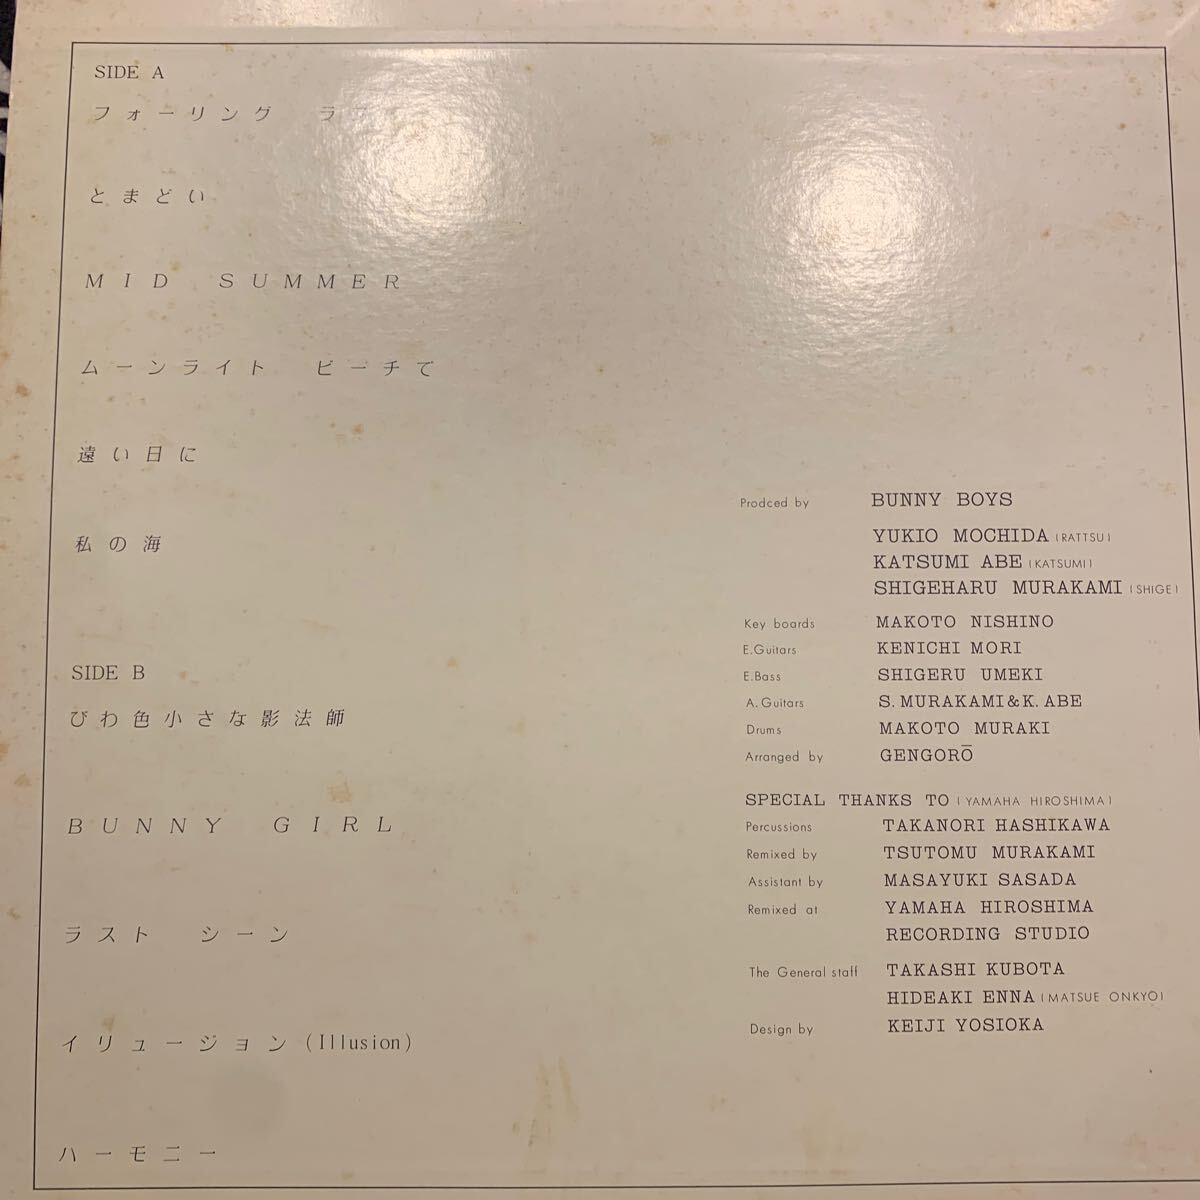 SIDE A
フォーリング
とまどい
MID SUMMER
ムーンライト ビーチで
遠い日に
私の海
SIDE B
びわ色小さな影法師
BUNNY GIRL
ラスト シーン
イリュージョン(Illusion)
ハーモニー
Prodced by BUNNY BOYS
YUKIO MOCHIDA (RATTSU)
KATSUMI ABE (KATSUMI)
SHIGEHARU MURAKAMI (SHIGE)
Key boards MAKOTO NISHINO
E.Guitars KENICHI MORI
E.Bass SHIGERU UMEKI
A.Guitars S.MURAKAMI&K.ABE
Drums MAKOTO MURAKI
Arranged by GENGORŌ
SPECIAL THANKS TO (YAMAHA HIROSHIMA)
Percussions TAKANORI HASHIKAWA
Remixed by TSUTOMU MURAKAMI
Assistant by MASAYUKI SASADA
Remixed at YAMAHA HIROSHIMA
RECORDING STUDIO
The General staff TAKASHI KUBOTA
HIDEAKI ENNA (MATSUE ONKYO)
Design by KEIJI YOSIOKA